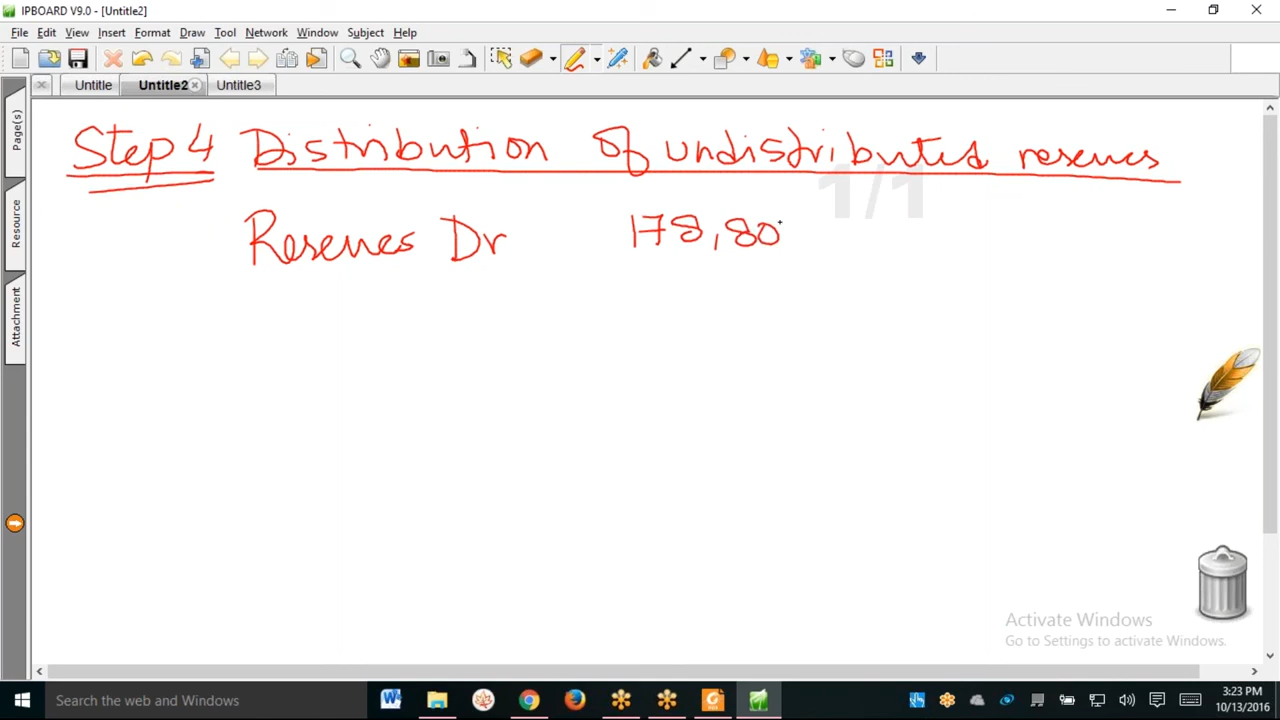 IPBOARD V9.0 - [Untitle2]
File Edit View Insert Format Draw Tool Network Window Subject Help
Untitle Untitle2 Untitle3
Page(s)
Resource
Attachment
Step 4 Distribution of undistributed reserves
1/1
Reserves Dr 178,80
Activate Windows
Go to Settings to activate Windows.
Search the web and Windows
3:23 PM
10/13/2016